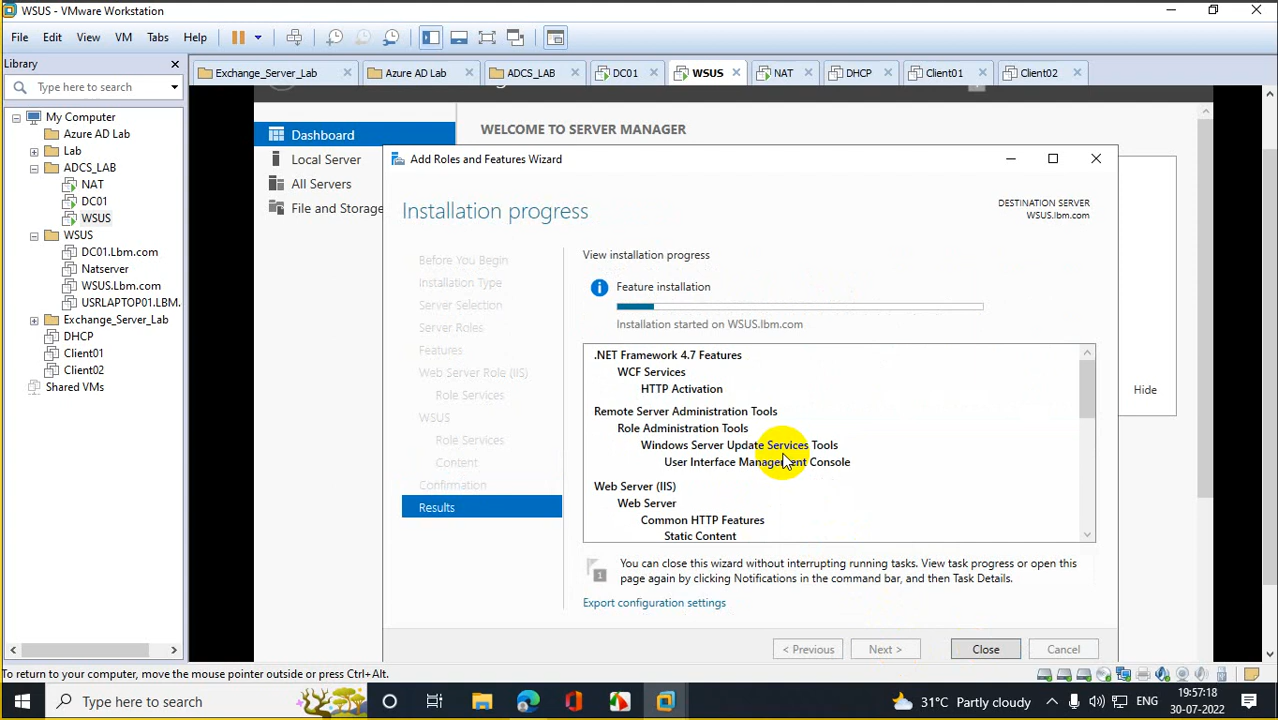 WSUS - VMware Workstation
File Edit View VM Tabs Help
Library
Type here to search
My Computer
Azure AD Lab
Lab
ADCS_LAB
NAT
DC01
WSUS
WSUS
DC01.Lbm.com
Natserver
WSUS.Lbm.com
USRLAPTOP01.LBM.
Exchange_Server_Lab
DHCP
Client01
Client02
Shared VMs
Exchange_Server_Lab Azure AD Lab ADCS_LAB DC01 WSUS NAT DHCP Client01 Client02
Dashboard
Local Server
All Servers
File and Storage
WELCOME TO SERVER MANAGER
Hide
Add Roles and Features Wizard
Installation progress
DESTINATION SERVER
WSUS.lbm.com
Before You Begin
Installation Type
Server Selection
Server Roles
Features
Web Server Role (IIS)
Role Services
WSUS
Role Services
Content
Confirmation
Results
View installation progress
Feature installation
Installation started on WSUS.lbm.com
.NET Framework 4.7 Features
WCF Services
HTTP Activation
Remote Server Administration Tools
Role Administration Tools
Windows Server Update Services Tools
User Interface Management Console
Web Server (IIS)
Web Server
Common HTTP Features
Static Content
1
You can close this wizard without interrupting running tasks. View task progress or open this
page again by clicking Notifications in the command bar, and then Task Details.
Export configuration settings
< Previous Next > Close Cancel
To return to your computer, move the mouse pointer outside or press Ctrl+Alt.
Type here to search
31°C Partly cloudy
ENG
19:57:18
30-07-2022